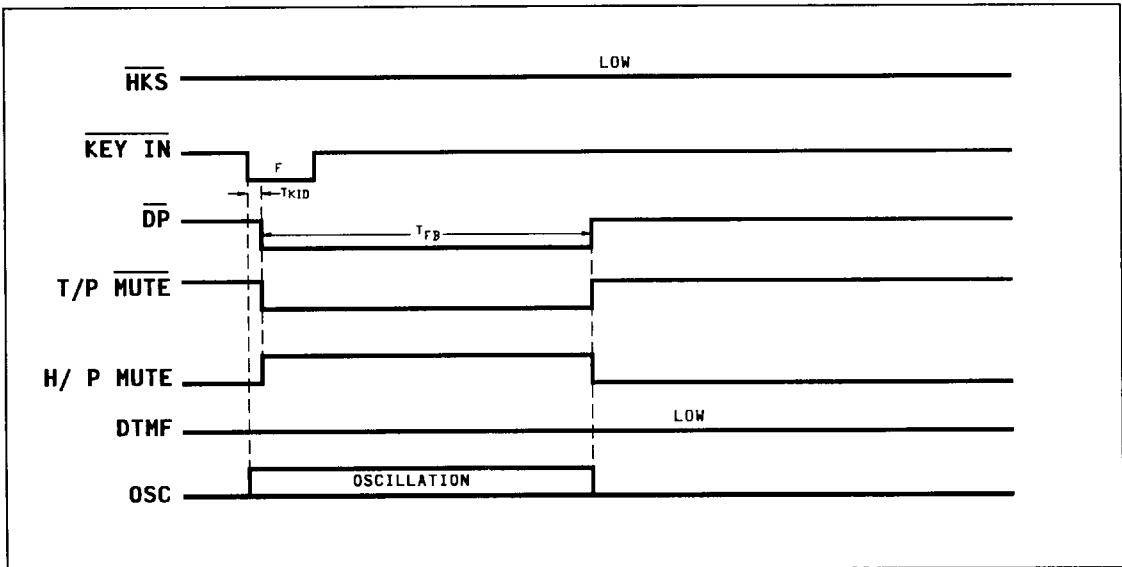 LOW
HKS
KEY IN
F
TKID
DP
TFB
T/P MUTE
H/ P MUTE
LOW
DTMF
OSCILLATION
OSC